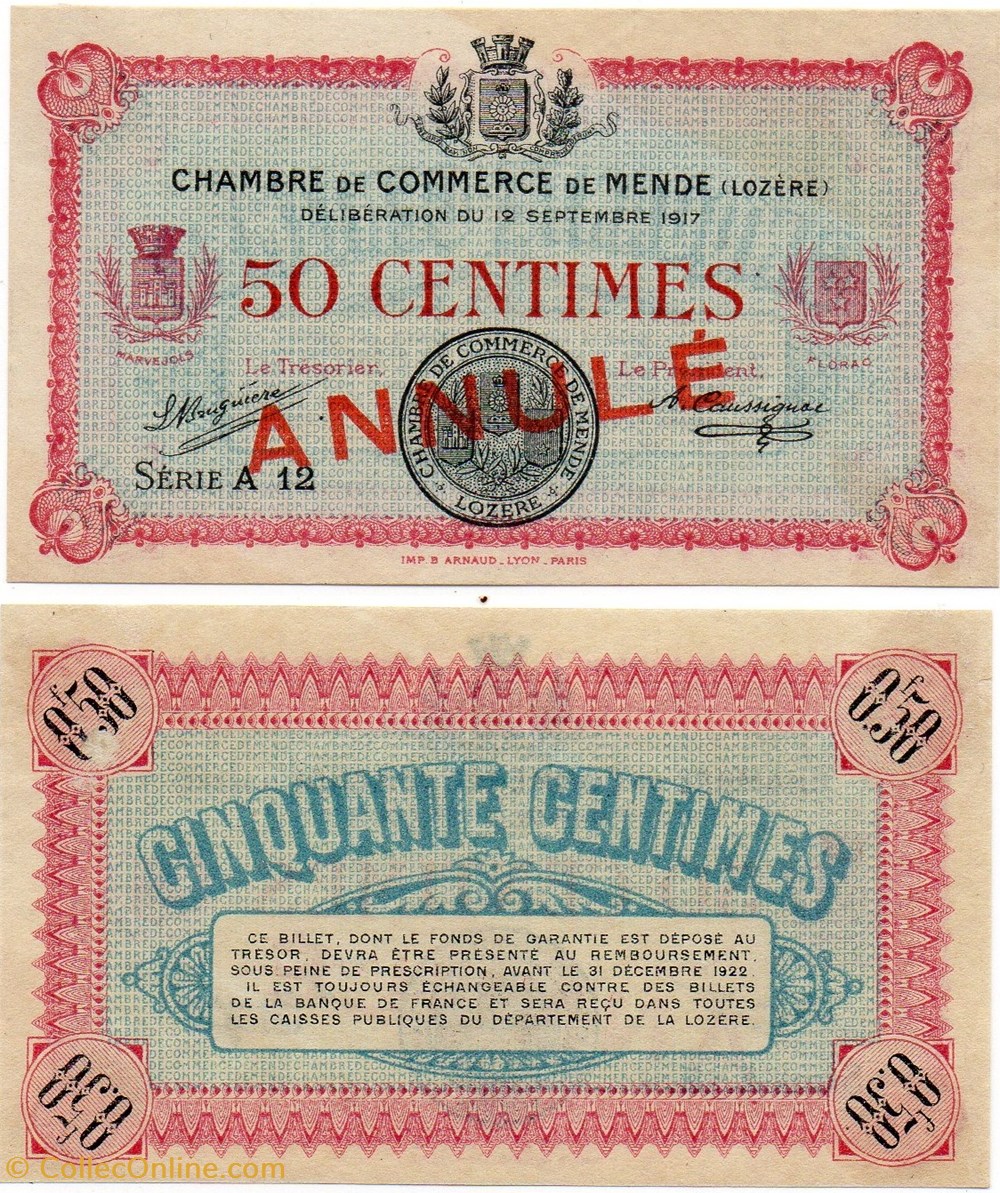 CHAMBRE DE COMMERCE DE MENDE (LOZÈRE)
DÉLIBÉRATION DU 12 SEPTEMBRE 1917
50 CENTIMES
MARVEJOLS
FLORAC
Le Trésorier,
Le Président,
ANNULÉ
CHAMBRE DE COMMERCE DE MENDE
LOZÈRE
SÉRIE A 12
IMP. B ARNAUD_LYON_PARIS
0f50
0f50
CINQUANTE CENTIMES
CE BILLET, DONT LE FONDS DE GARANTIE EST DÉPOSÉ AU
TRESOR, DEVRA ÊTRE PRÉSENTÉ AU REMBOURSEMENT,
SOUS PEINE DE PRESCRIPTION, AVANT LE 31 DÉCEMBRE 1922.
IL EST TOUJOURS ÉCHANGEABLE CONTRE DES BILLETS
DE LA BANQUE DE FRANCE ET SERA REÇU DANS TOUTES
LES CAISSES PUBLIQUES DU DÉPARTEMENT DE LA LOZÈRE.
0f50
0f50
© CollecOnline.com